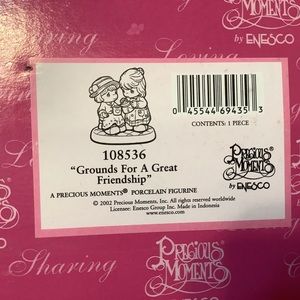 Sharing
Loving
PRECIOUS
MOMENTS
by ENESCO
0 45544 69435 3
CONTENTS: 1 PIECE
108536
"Grounds For A Great
Friendship"
A PRECIOUS MOMENTS® PORCELAIN FIGURINE
© 2002 Precious Moments, Inc. All rights reserved worldwide
Licensee: Enesco Group Inc. Made in Indonesia
www.enesco.com
PRECIOUS
MOMENTS
by ENESCO
Sharing
PRECIOUS
MOMENTS